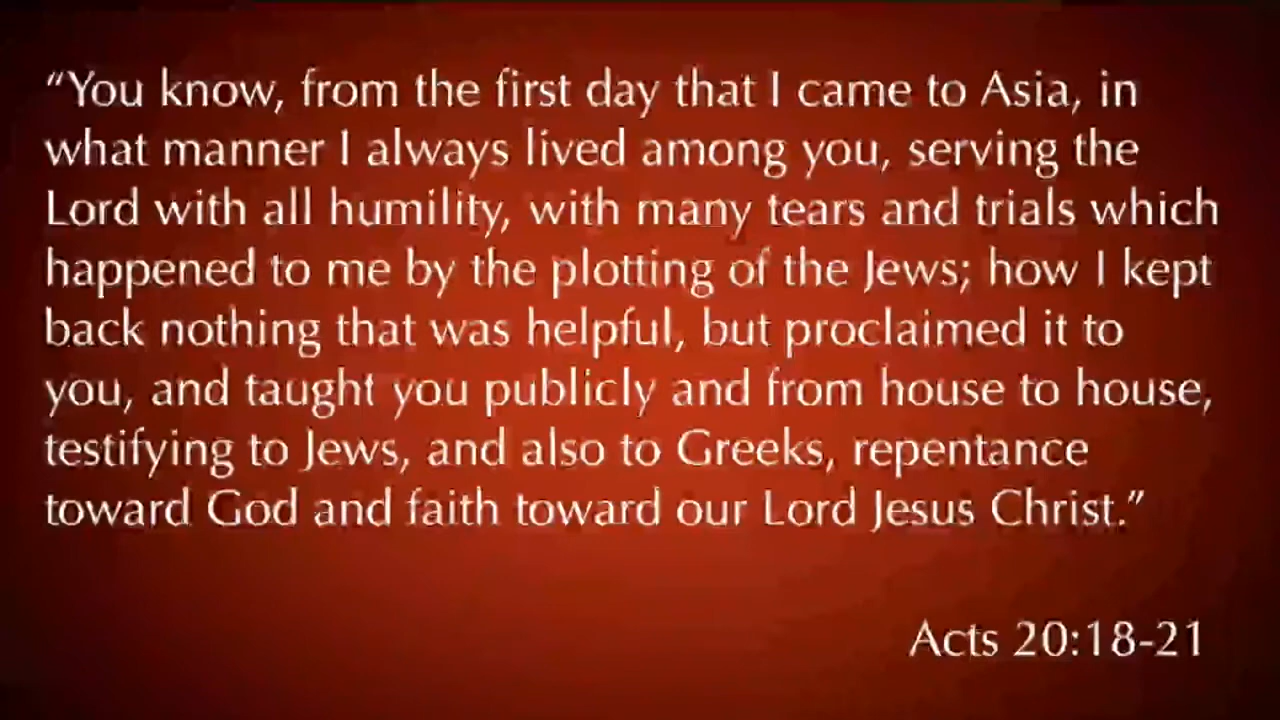 “You know, from the first day that I came to Asia, in
what manner I always lived among you, serving the
Lord with all humility, with many tears and trials which
happened to me by the plotting of the Jews; how I kept
back nothing that was helpful, but proclaimed it to
you, and taught you publicly and from house to house,
testifying to Jews, and also to Greeks, repentance
toward God and faith toward our Lord Jesus Christ.”
Acts 20:18-21